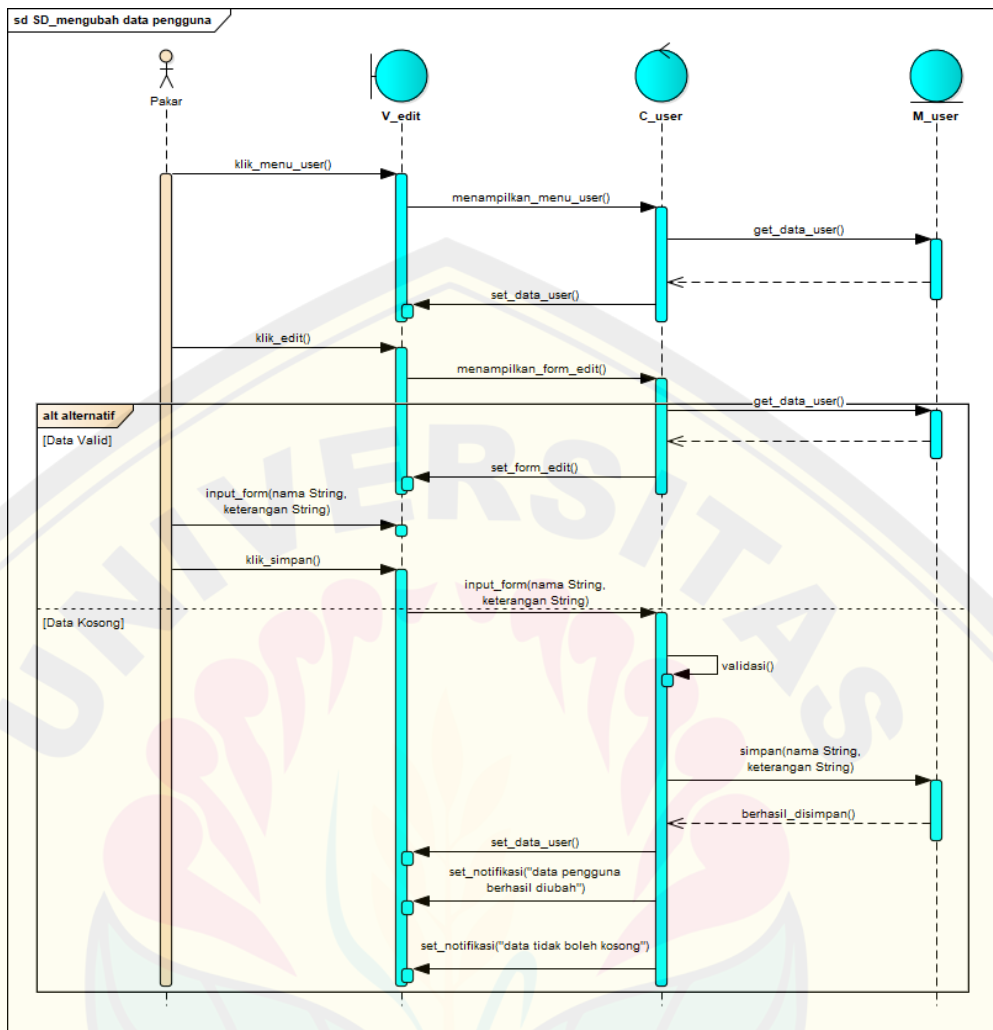 sd SD_mengubah data pengguna
Pakar
V_edit
C_user
M_user
klik_menu_user()
menampilkan_menu_user()
get_data_user()
set_data_user()
klik_edit()
menampilkan_form_edit()
get_data_user()
alt alternatif
[Data Valid]
set_form_edit()
input_form(nama String,
keterangan String)
klik_simpan()
input_form(nama String,
keterangan String)
[Data Kosong]
validasi()
simpan(nama String,
keterangan String)
berhasil_disimpan()
set_data_user()
set_notifikasi("data pengguna
berhasil diubah")
set_notifikasi("data tidak boleh kosong")
UNIVERSITAS